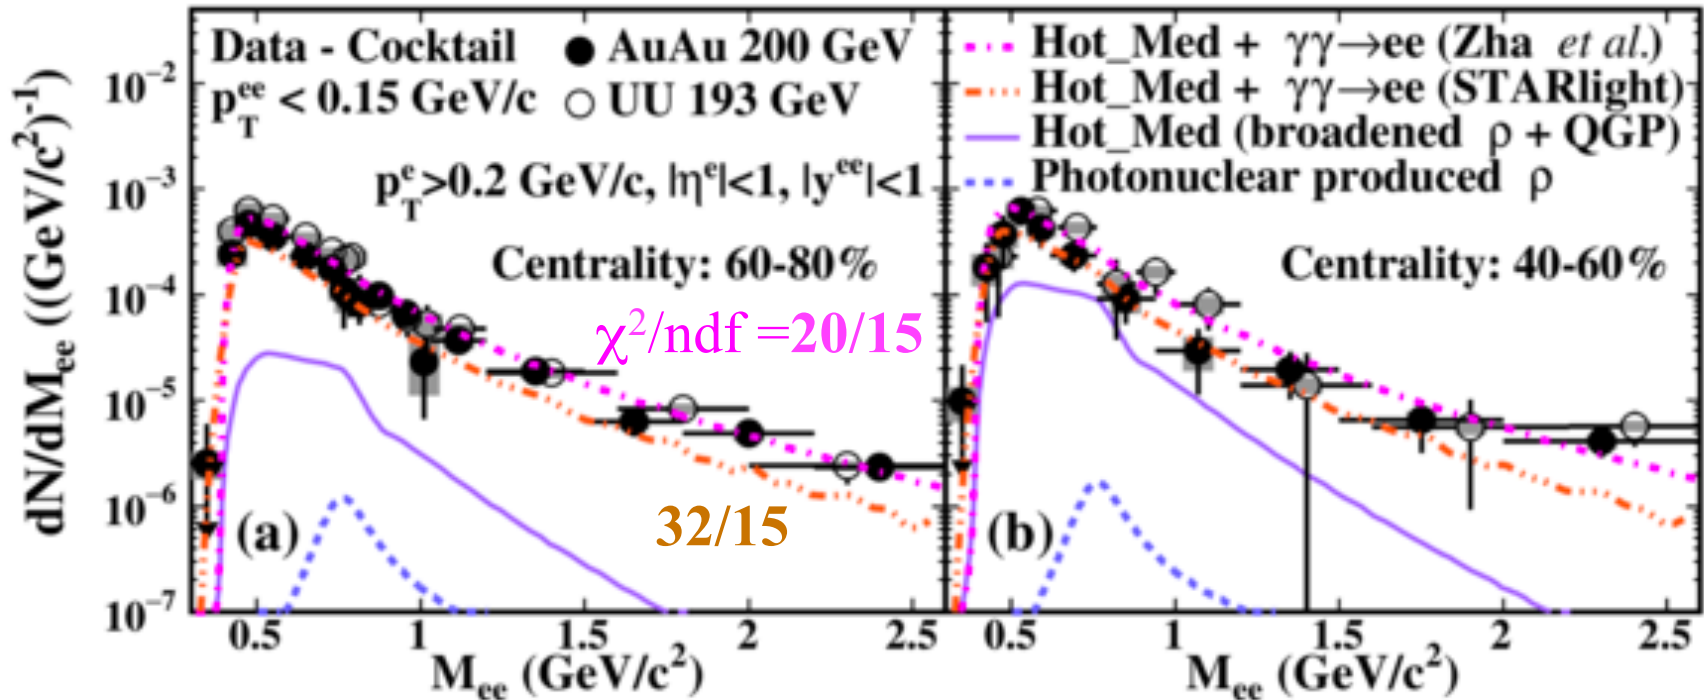 Data - Cocktail ● AuAu 200 GeV
p_T^ee < 0.15 GeV/c ○ UU 193 GeV
p_T^e>0.2 GeV/c, |η^e|<1, |y^ee|<1
Centrality: 60-80%
χ²/ndf =20/15
32/15
(a)
Hot_Med + γγ→ee (Zha et al.)
Hot_Med + γγ→ee (STARlight)
Hot_Med (broadened ρ + QGP)
Photonuclear produced ρ
Centrality: 40-60%
(b)
dN/dM_ee ((GeV/c²)⁻¹)
10⁻²
10⁻³
10⁻⁴
10⁻⁵
10⁻⁶
10⁻⁷
0.5 1 1.5 2 2.5
0.5 1 1.5 2 2.5
M_ee (GeV/c²)
M_ee (GeV/c²)